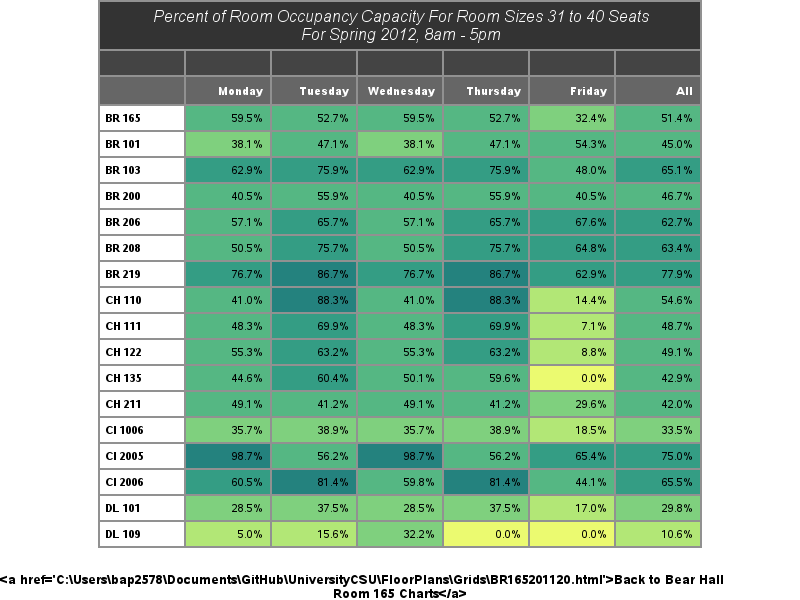 Percent of Room Occupancy Capacity For Room Sizes 31 to 40 Seats
For Spring 2012, 8am - 5pm
Monday Tuesday Wednesday Thursday Friday All
BR 165 59.5% 52.7% 59.5% 52.7% 32.4% 51.4%
BR 101 38.1% 47.1% 38.1% 47.1% 54.3% 45.0%
BR 103 62.9% 75.9% 62.9% 75.9% 48.0% 65.1%
BR 200 40.5% 55.9% 40.5% 55.9% 40.5% 46.7%
BR 206 57.1% 65.7% 57.1% 65.7% 67.6% 62.7%
BR 208 50.5% 75.7% 50.5% 75.7% 64.8% 63.4%
BR 219 76.7% 86.7% 76.7% 86.7% 62.9% 77.9%
CH 110 41.0% 88.3% 41.0% 88.3% 14.4% 54.6%
CH 111 48.3% 69.9% 48.3% 69.9% 7.1% 48.7%
CH 122 55.3% 63.2% 55.3% 63.2% 8.8% 49.1%
CH 135 44.6% 60.4% 50.1% 59.6% 0.0% 42.9%
CH 211 49.1% 41.2% 49.1% 41.2% 29.6% 42.0%
CI 1006 35.7% 38.9% 35.7% 38.9% 18.5% 33.5%
CI 2005 98.7% 56.2% 98.7% 56.2% 65.4% 75.0%
CI 2006 60.5% 81.4% 59.8% 81.4% 44.1% 65.5%
DL 101 28.5% 37.5% 28.5% 37.5% 17.0% 29.8%
DL 109 5.0% 15.6% 32.2% 0.0% 0.0% 10.6%
<a href='C:\Users\bap2578\Documents\GitHub\UniversityCSU\FloorPlans\Grids\BR165201120.html'>Back to Bear Hall
Room 165 Charts</a>